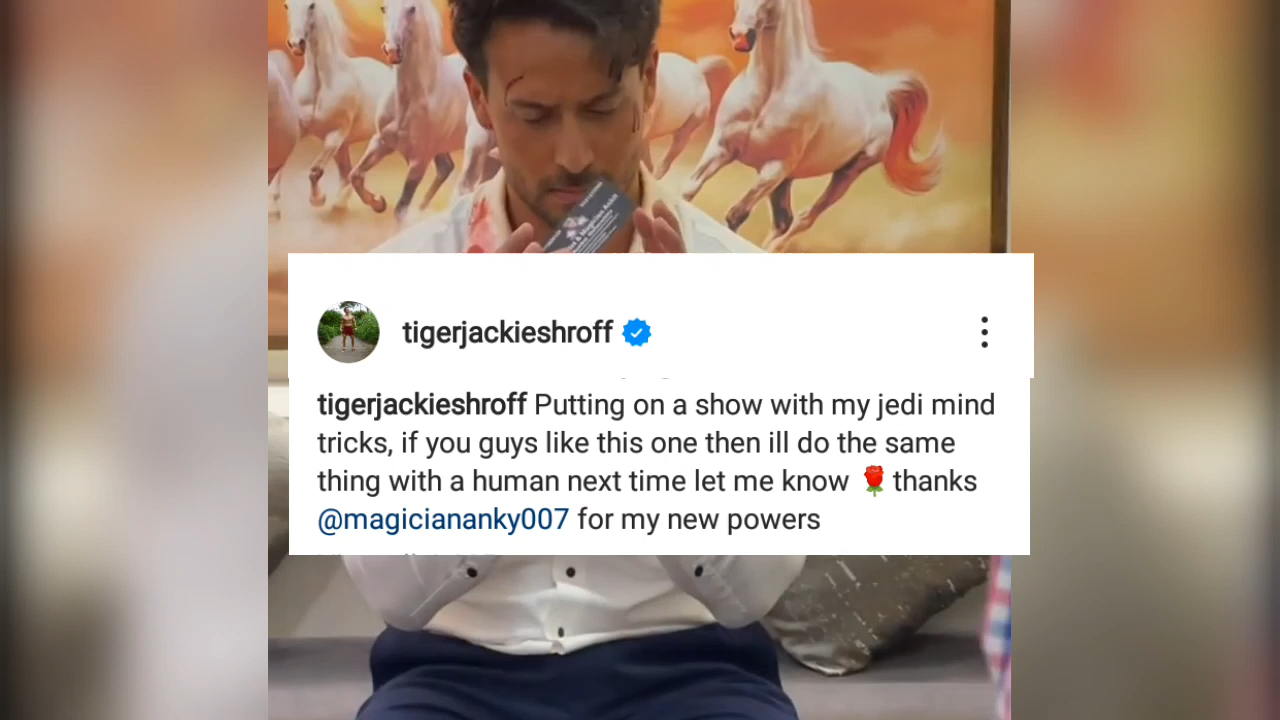 tigerjackieshroff
tigerjackieshroff Putting on a show with my jedi mind
tricks, if you guys like this one then ill do the same
thing with a human next time let me know 🌹 thanks
@magiciananky007 for my new powers